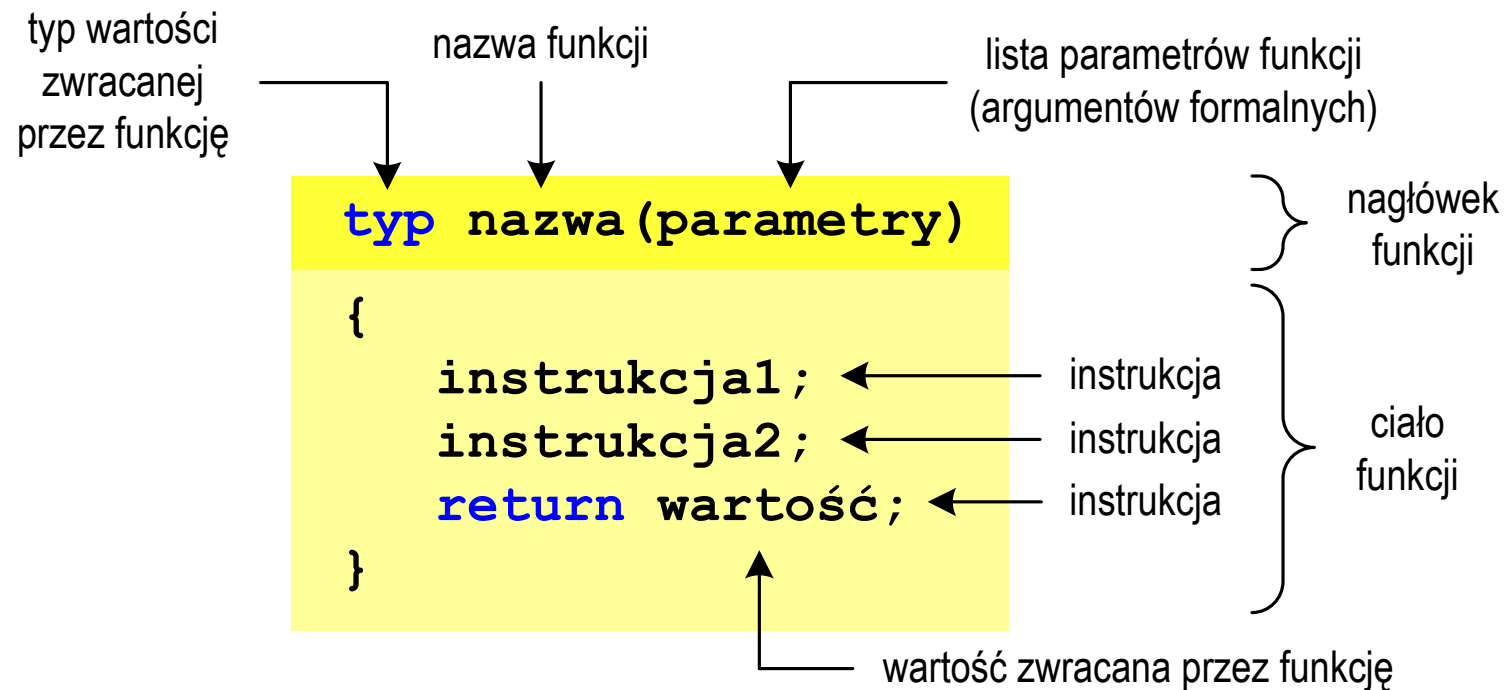 typ wartości
zwracanej
przez funkcję
nazwa funkcji
lista parametrów funkcji
(argumentów formalnych)
typ nazwa(parametry)
nagłówek
funkcji
{
instrukcja1;
instrukcja
instrukcja2;
instrukcja
return wartość;
instrukcja
}
ciało
funkcji
wartość zwracana przez funkcję